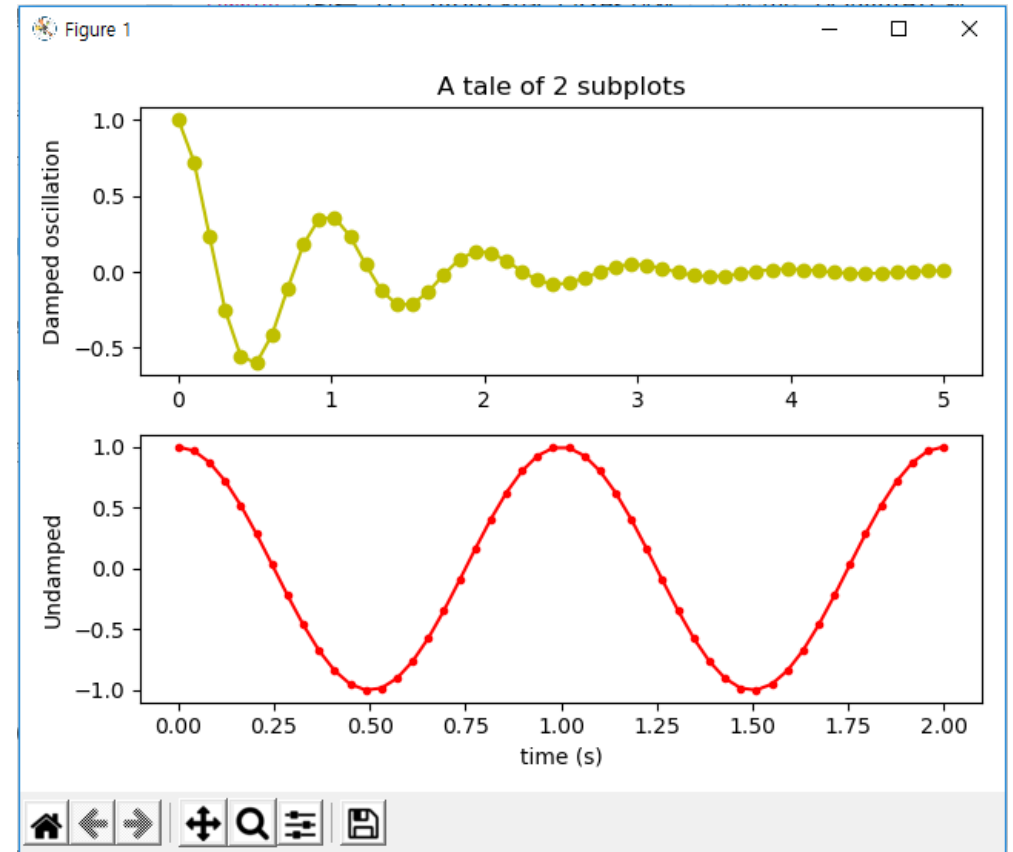 Figure 1
A tale of 2 subplots
Damped oscillation
1.0
0.5
0.0
−0.5
0 1 2 3 4 5
Undamped
1.0
0.5
0.0
−0.5
−1.0
0.00 0.25 0.50 0.75 1.00 1.25 1.50 1.75 2.00
time (s)